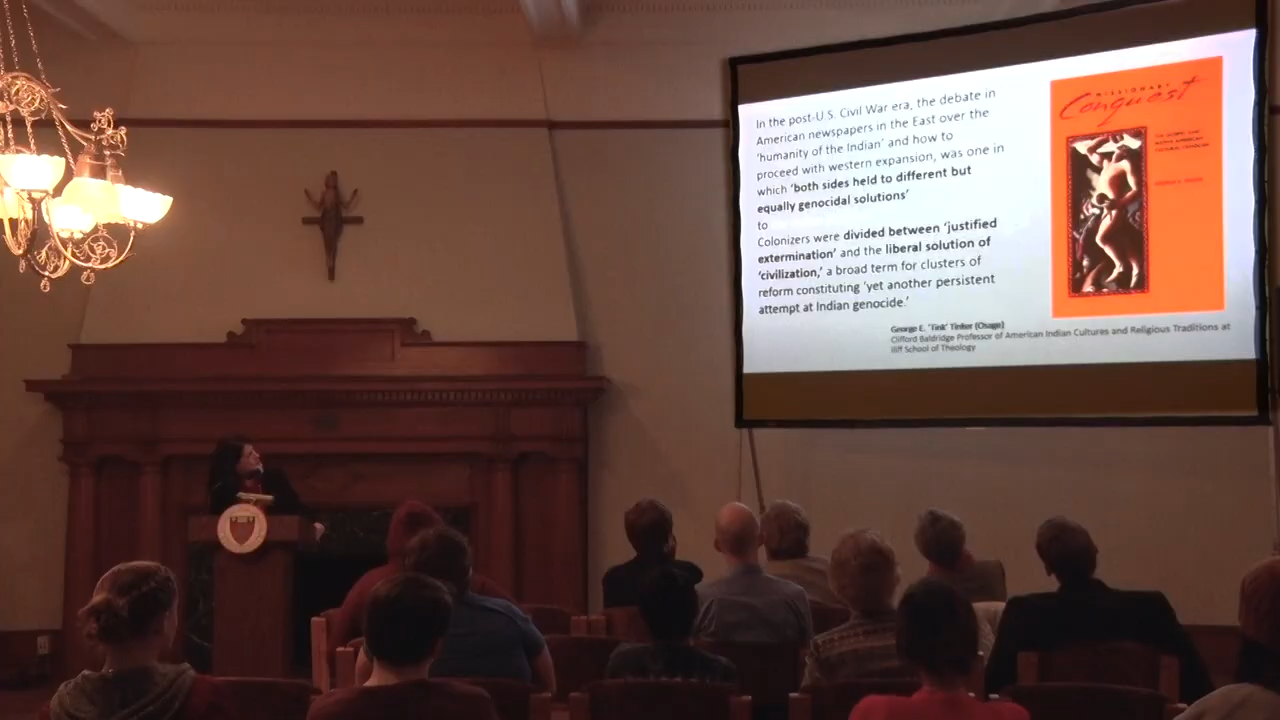 In the post-U.S. Civil War era, the debate in
American newspapers in the East over the
'humanity of the Indian' and how to
proceed with western expansion, was one in
which 'both sides held to different but
equally genocidal solutions'
to
Colonizers were divided between 'justified
extermination' and the liberal solution of
'civilization,' a broad term for clusters of
reform constituting 'yet another persistent
attempt at Indian genocide.'
MISSIONARY
Conquest
George E. 'Tink' Tinker (Osage)
Clifford Baldridge Professor of American Indian Cultures and Religious Traditions at
Iliff School of Theology